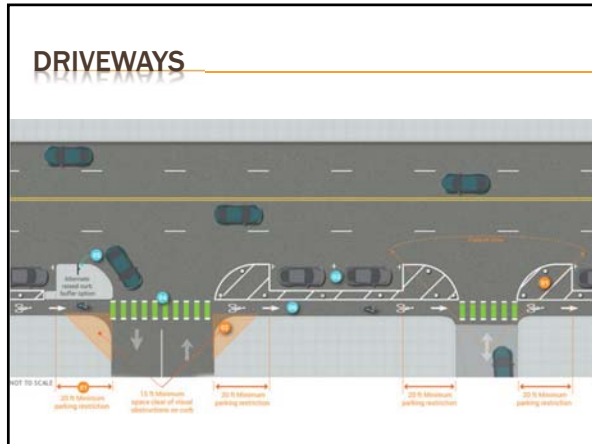 DRIVEWAYS
Alternate
raised curb
buffer option
NOT TO SCALE
20 ft Minimum
parking restriction
15 ft Minimum
space clear of visual
obstructions on curb
20 ft Minimum
parking restriction
20 ft Minimum
parking restriction
20 ft Minimum
parking restriction